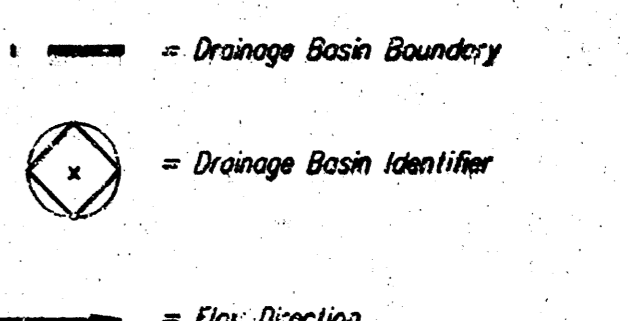 = Drainage Basin Boundary
x = Drainage Basin Identifier
= Flow Direction